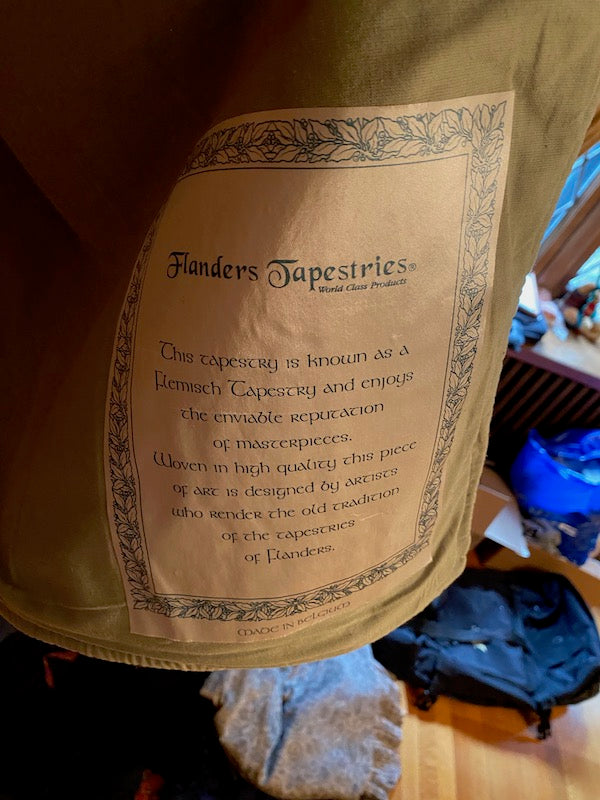 Flanders Tapestries®
World Class Products
This tapestry is known as a
Flemisch Tapestry and enjoys
the enviable reputation
of masterpieces.
Woven in high quality this piece
of art is designed by artists
who render the old tradition
of the tapestries
of Flanders.
MADE IN BELGIUM